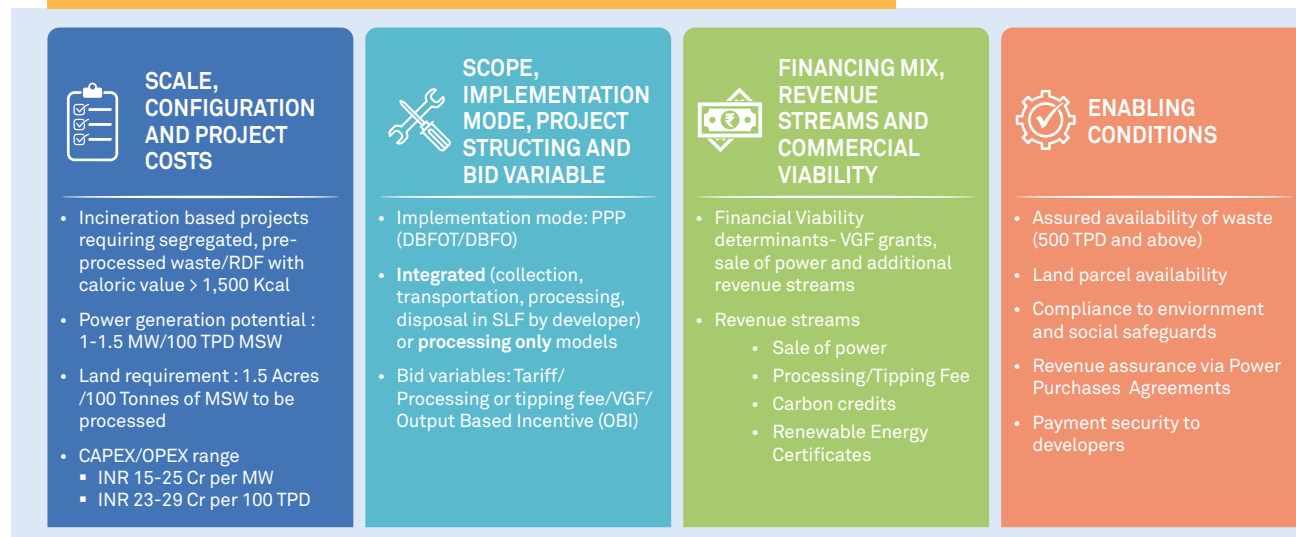 SCALE,
CONFIGURATION
AND PROJECT
COSTS
• Incineration based projects
requiring segregated, pre-
processed waste/RDF with
caloric value > 1,500 Kcal
• Power generation potential :
1-1.5 MW/100 TPD MSW
• Land requirement : 1.5 Acres
/100 Tonnes of MSW to be
processed
• CAPEX/OPEX range
▪ INR 15-25 Cr per MW
▪ INR 23-29 Cr per 100 TPD
SCOPE,
IMPLEMENTATION
MODE, PROJECT
STRUCTING AND
BID VARIABLE
• Implementation mode: PPP
(DBFOT/DBFO)
• Integrated (collection,
transportation, processing,
disposal in SLF by developer)
or processing only models
• Bid variables: Tariff/
Processing or tipping fee/VGF/
Output Based Incentive (OBI)
FINANCING MIX,
REVENUE
STREAMS AND
COMMERCIAL
VIABILITY
• Financial Viability
determinants- VGF grants,
sale of power and additional
revenue streams
• Revenue streams
• Sale of power
• Processing/Tipping Fee
• Carbon credits
• Renewable Energy
Certificates
ENABLING
CONDITIONS
• Assured availability of waste
(500 TPD and above)
• Land parcel availability
• Compliance to enviornment
and social safeguards
• Revenue assurance via Power
Purchases Agreements
• Payment security to
developers